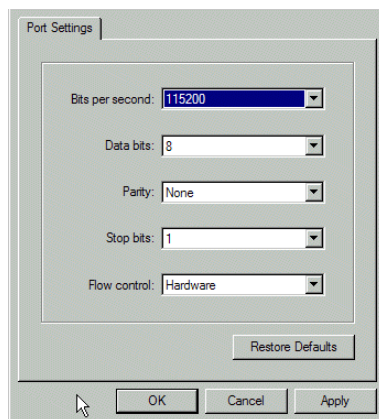 Port Settings
Bits per second: 115200
Data bits: 8
Parity: None
Stop bits: 1
Flow control: Hardware
Restore Defaults
OK Cancel Apply